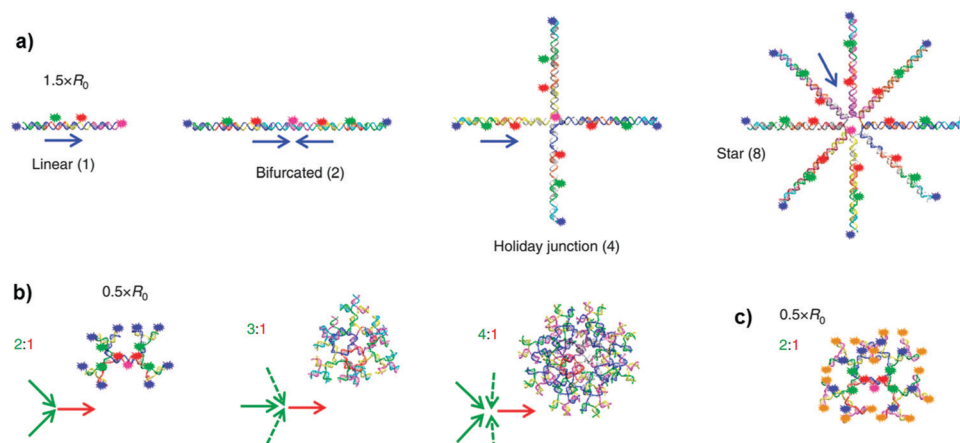 a)
1.5×R0
Linear (1)
Bifurcated (2)
Holiday junction (4)
Star (8)
b)
0.5×R0
2:1
3:1
4:1
c)
0.5×R0
2:1